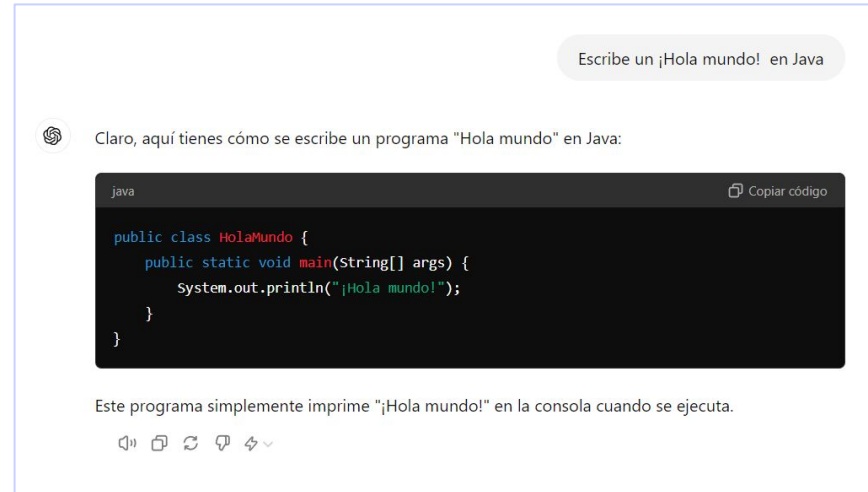 Escribe un ¡Hola mundo!  en Java
Claro, aquí tienes cómo se escribe un programa "Hola mundo" en Java:
java
Copiar código
public class HolaMundo {
    public static void main(String[] args) {
        System.out.println("¡Hola mundo!");
    }
}
Este programa simplemente imprime "¡Hola mundo!" en la consola cuando se ejecuta.